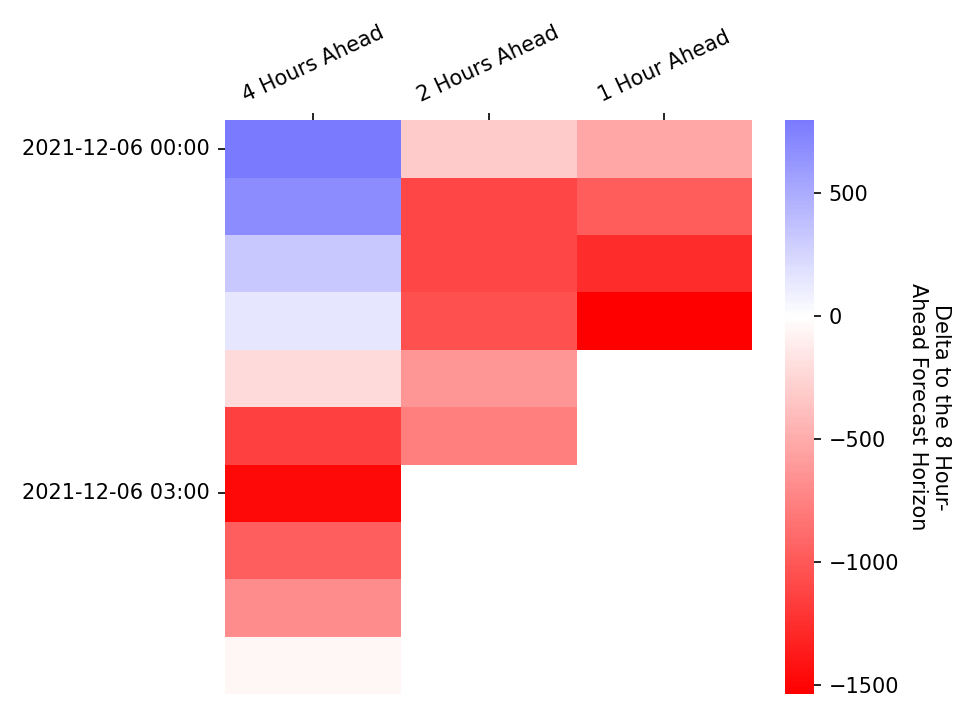 4 Hours Ahead
2 Hours Ahead
1 Hour Ahead
2021-12-06 00:00
2021-12-06 03:00
500
0
−500
−1000
−1500
Delta to the 8 Hour-
Ahead Forecast Horizon